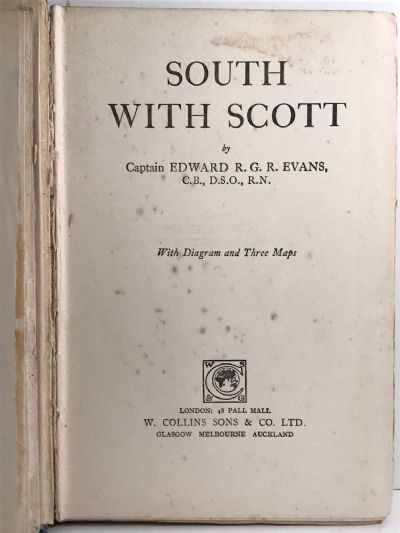 SOUTH
WITH SCOTT
by
Captain EDWARD R. G. R. EVANS,
C.B., D.S.O., R.N.
With Diagram and Three Maps
W S
C
LONDON: 48 PALL MALL
W. COLLINS SONS & CO. LTD.
GLASGOW MELBOURNE AUCKLAND